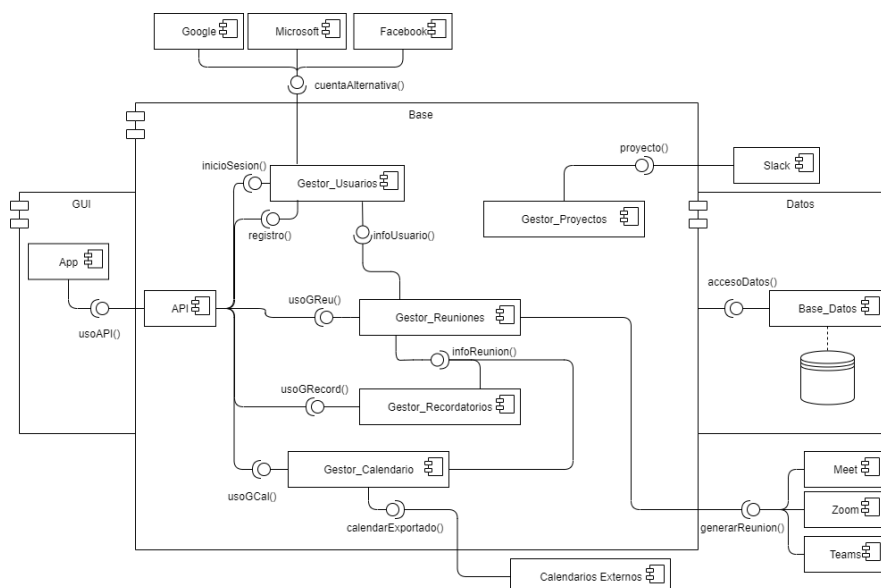 Google
Microsoft
Facebook
cuentaAlternativa()
Base
proyecto()
inicioSesion()
Slack
Gestor_Usuarios
GUI
Datos
Gestor_Proyectos
registro()
infoUsuario()
App
accesoDatos()
API
usoGReu()
Gestor_Reuniones
Base_Datos
usoAPI()
infoReunion()
usoGRecord()
Gestor_Recordatorios
Gestor_Calendario
Meet
usoGCal()
calendarExportado()
generarReunion()
Zoom
Teams
Calendarios Externos